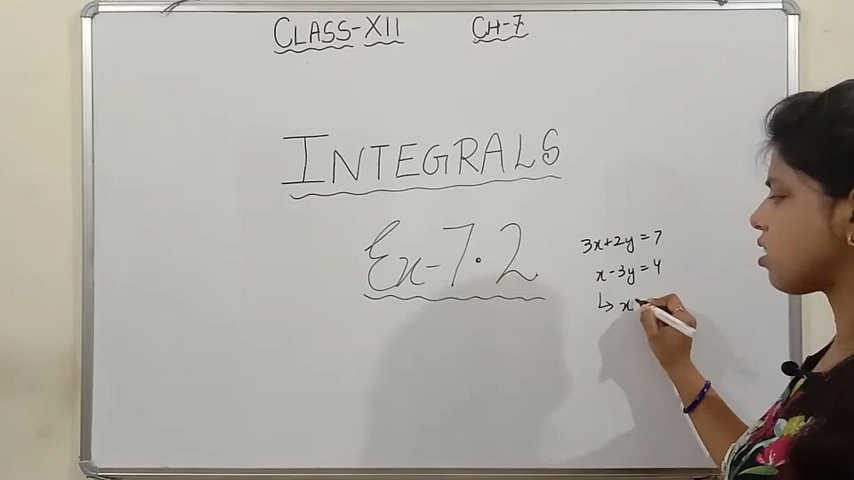 CLASS-XII CH-7
INTEGRALS
Ex-7.2
3x+2y=7
x-3y=4
↳ x